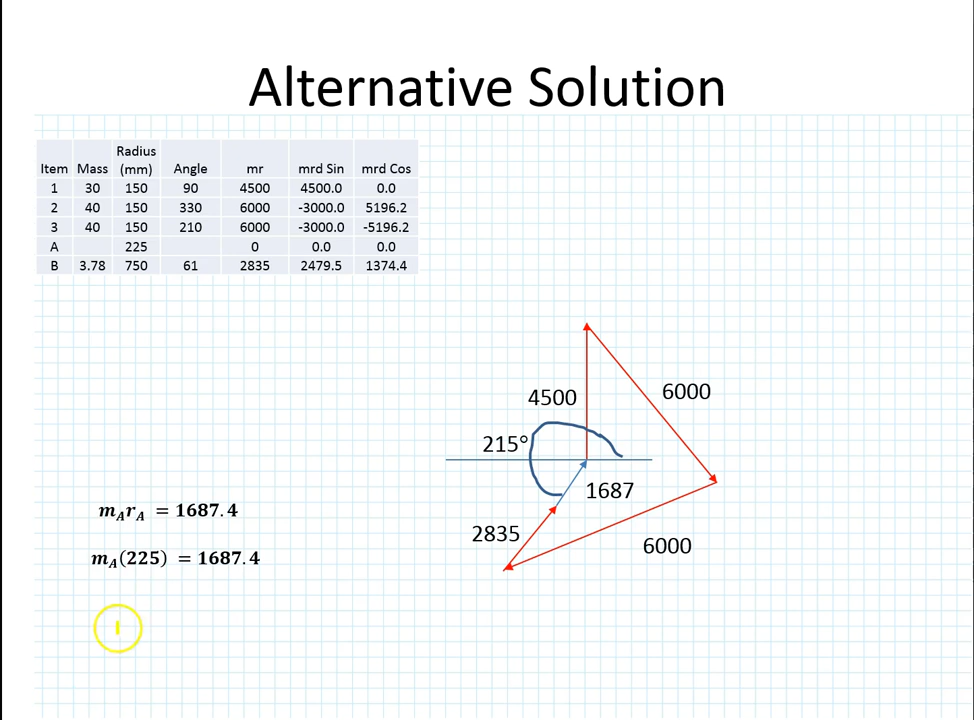 Alternative Solution
Radius
Item Mass (mm) Angle mr mrd Sin mrd Cos
1 30 150 90 4500 4500.0 0.0
2 40 150 330 6000 -3000.0 5196.2
3 40 150 210 6000 -3000.0 -5196.2
A 225 0 0.0 0.0
B 3.78 750 61 2835 2479.5 1374.4
4500
6000
215°
1687
2835
6000
m_A r_A = 1687.4
m_A(225) = 1687.4